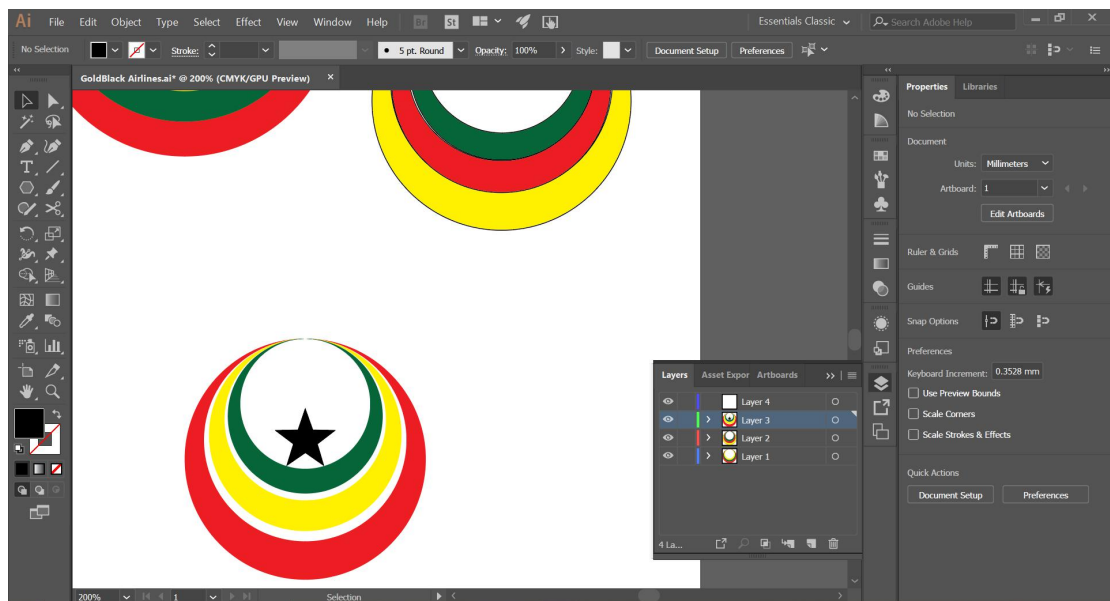 Ai File Edit Object Type Select Effect View Window Help Br St Essentials Classic Search Adobe Help
No Selection Stroke: 5 pt. Round Opacity: 100% Style: Document Setup Preferences
GoldBlack Airlines.ai* @ 200% (CMYK/GPU Preview) ×
Properties Libraries
No Selection
Document
Units: Millimeters
Artboard: 1
Edit Artboards
Ruler & Grids
Guides
Snap Options
Preferences
Keyboard Increment: 0.3528 mm
Use Preview Bounds
Scale Corners
Scale Strokes & Effects
Quick Actions
Document Setup Preferences
Layers Asset Expor Artboards
Layer 4
Layer 3
Layer 2
Layer 1
4 La...
200% 1 Selection